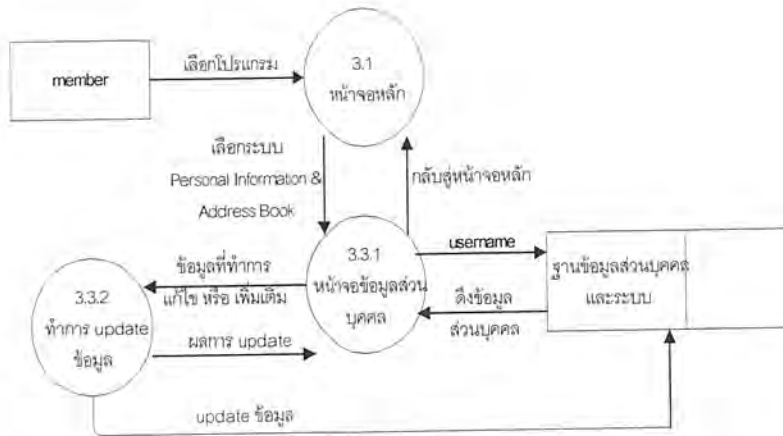 member
เลือกโปรแกรม
3.1
หน้าจอหลัก
เลือกระบบ
Personal Information &
Address Book
กลับสู่หน้าจอหลัก
3.3.1
หน้าจอข้อมูลส่วน
บุคคล
username
ฐานข้อมูลส่วนบุคคล
และระบบ
ดึงข้อมูล
ส่วนบุคคล
ข้อมูลที่ทำการ
แก้ไข หรือ เพิ่มเติม
3.3.2
ทำการ update
ข้อมูล
ผลการ update
update ข้อมูล